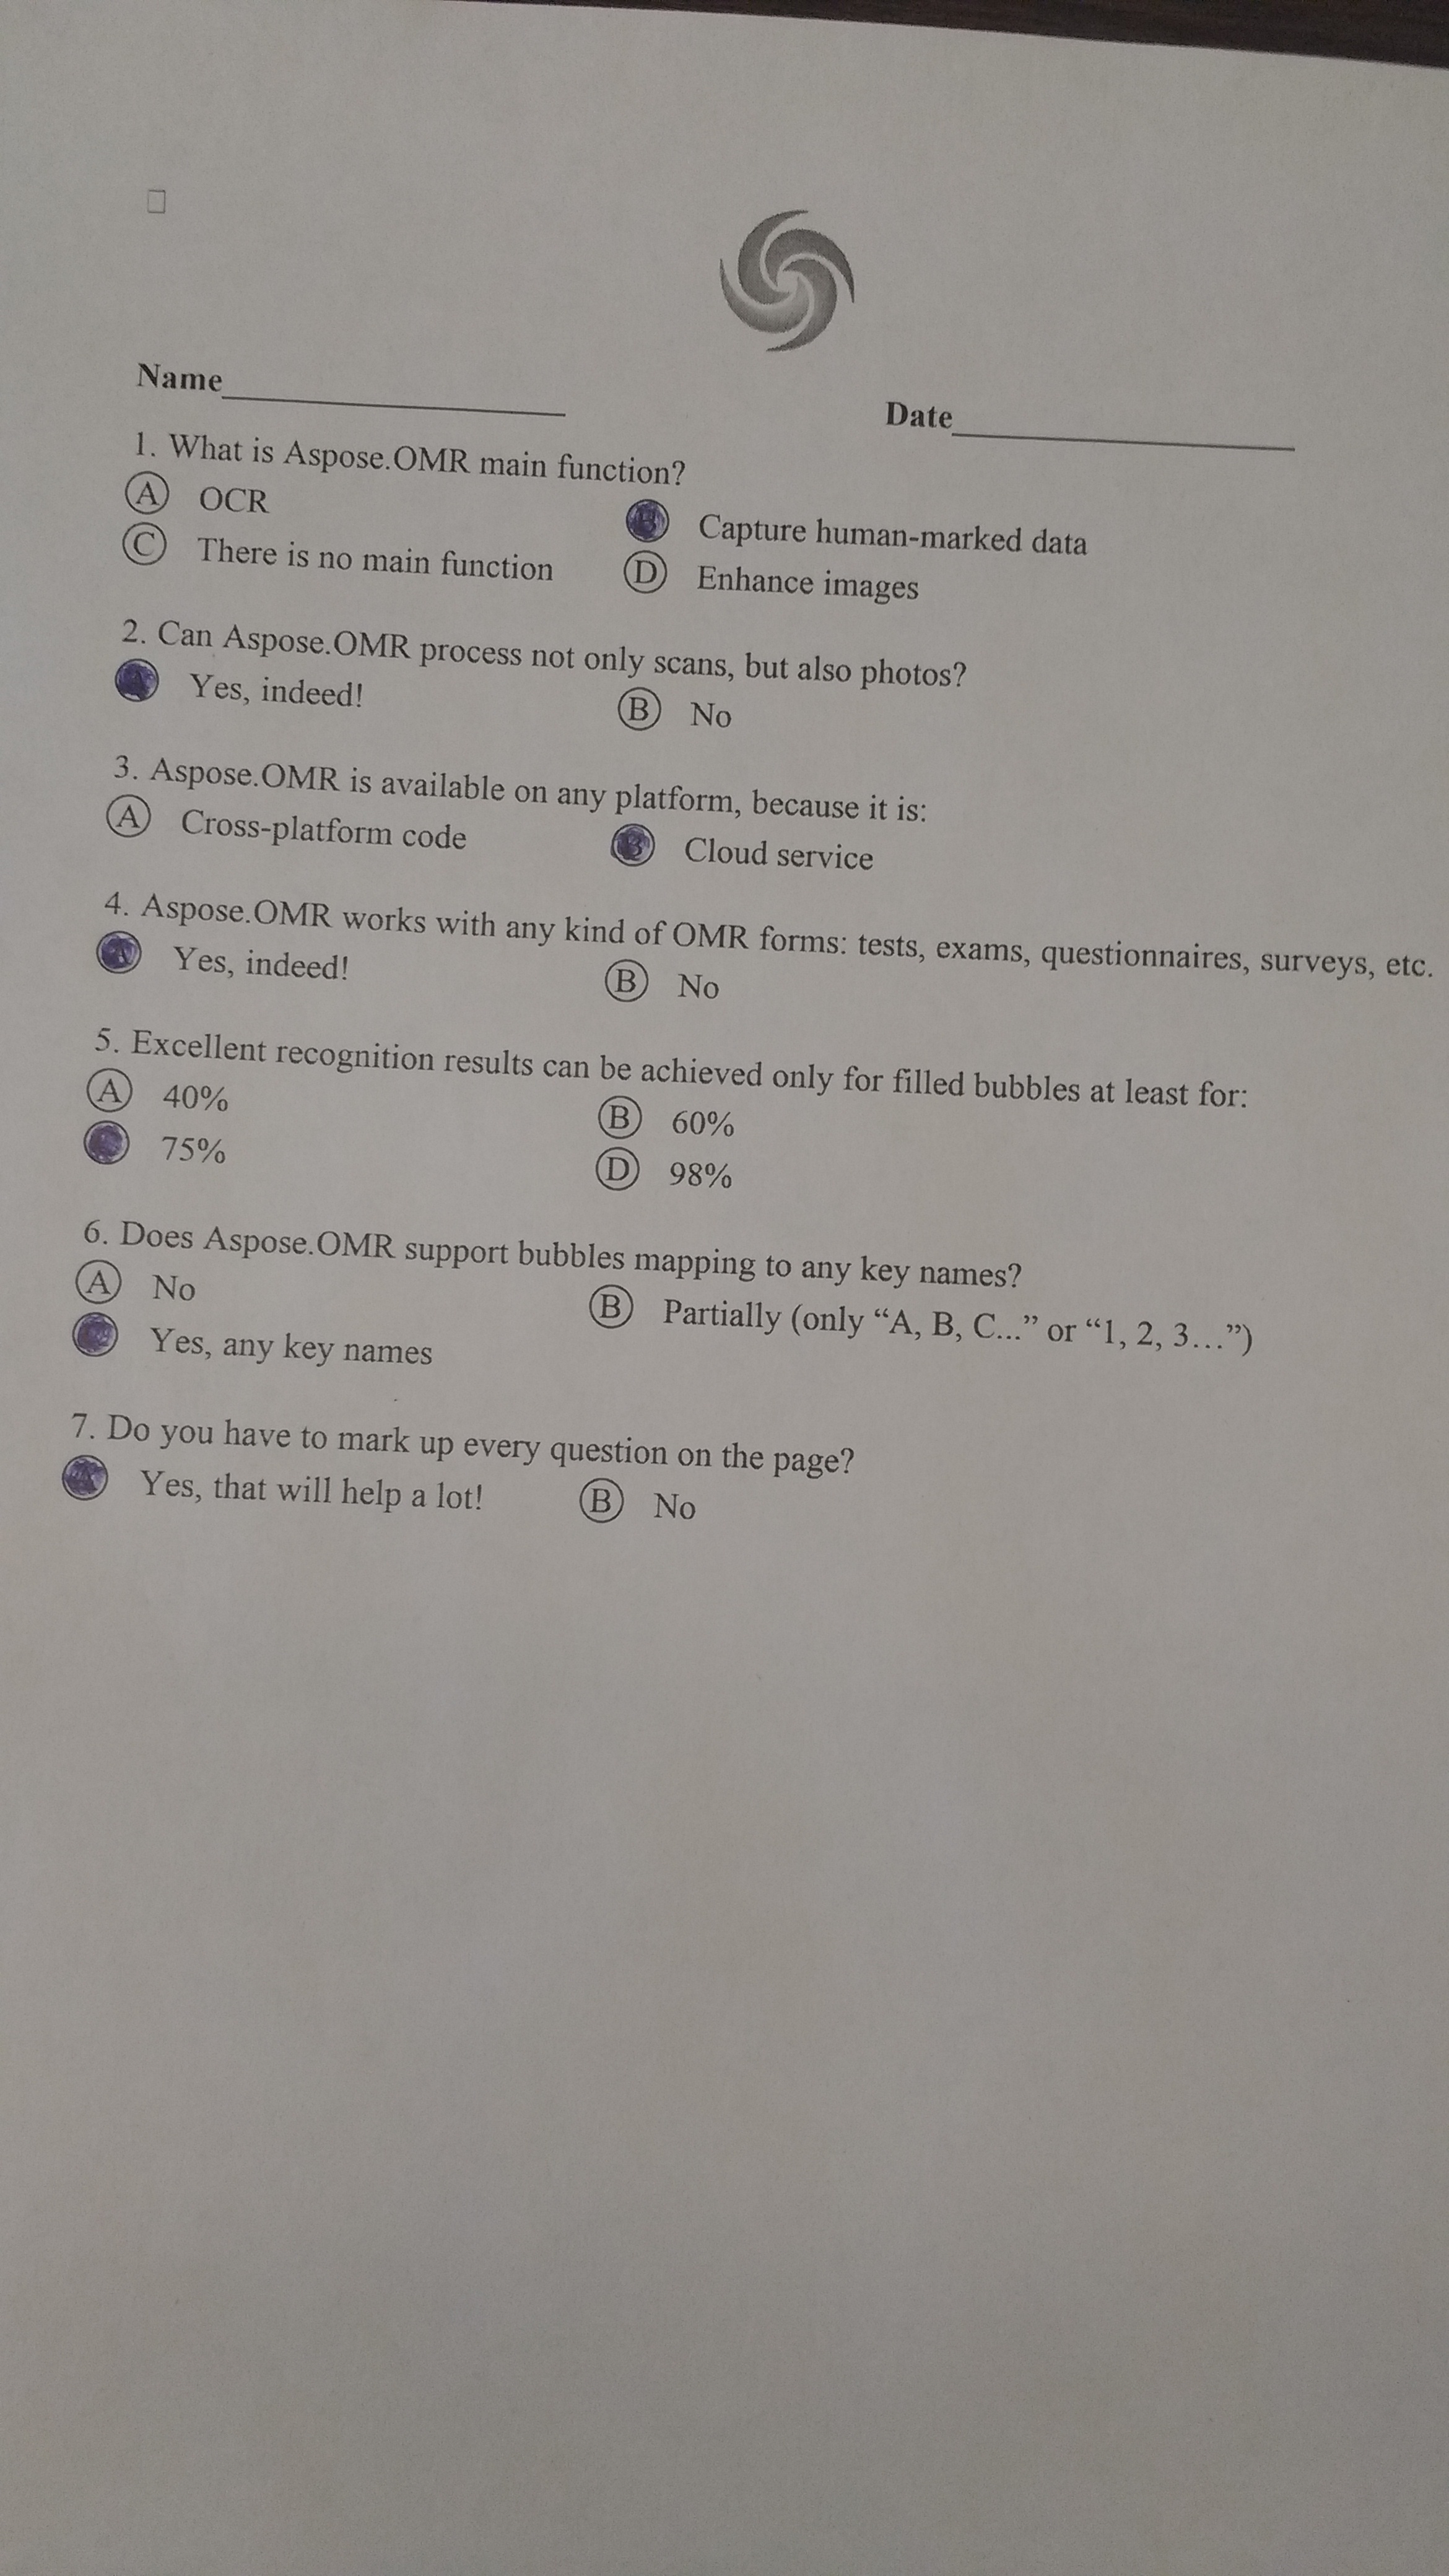 Name_______________ Date_______________
1. What is Aspose.OMR main function?
A OCR B Capture human-marked data
C There is no main function D Enhance images
2. Can Aspose.OMR process not only scans, but also photos?
A Yes, indeed! B No
3. Aspose.OMR is available on any platform, because it is:
A Cross-platform code B Cloud service
4. Aspose.OMR works with any kind of OMR forms: tests, exams, questionnaires, surveys, etc.
A Yes, indeed! B No
5. Excellent recognition results can be achieved only for filled bubbles at least for:
A 40% B 60%
C 75% D 98%
6. Does Aspose.OMR support bubbles mapping to any key names?
A No B Partially (only “A, B, C...” or “1, 2, 3…”)
C Yes, any key names
7. Do you have to mark up every question on the page?
A Yes, that will help a lot! B No